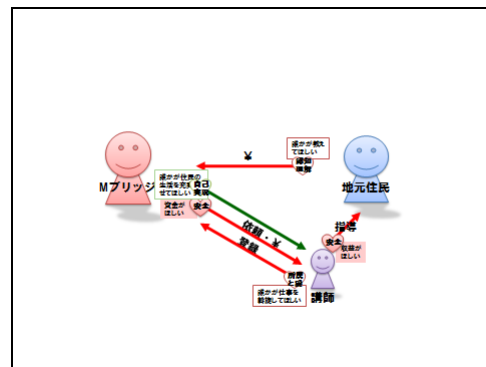 ¥
誰かが教え
てほしい
Mブリッジ
誰かが住民の
生活を充実さ
せてほしい
自己
実現
資金が
ほしい
安全
地元住民
依頼・¥
登録
指導
安全
収益が
ほしい
誰かが仕事を
斡旋してほしい
講師